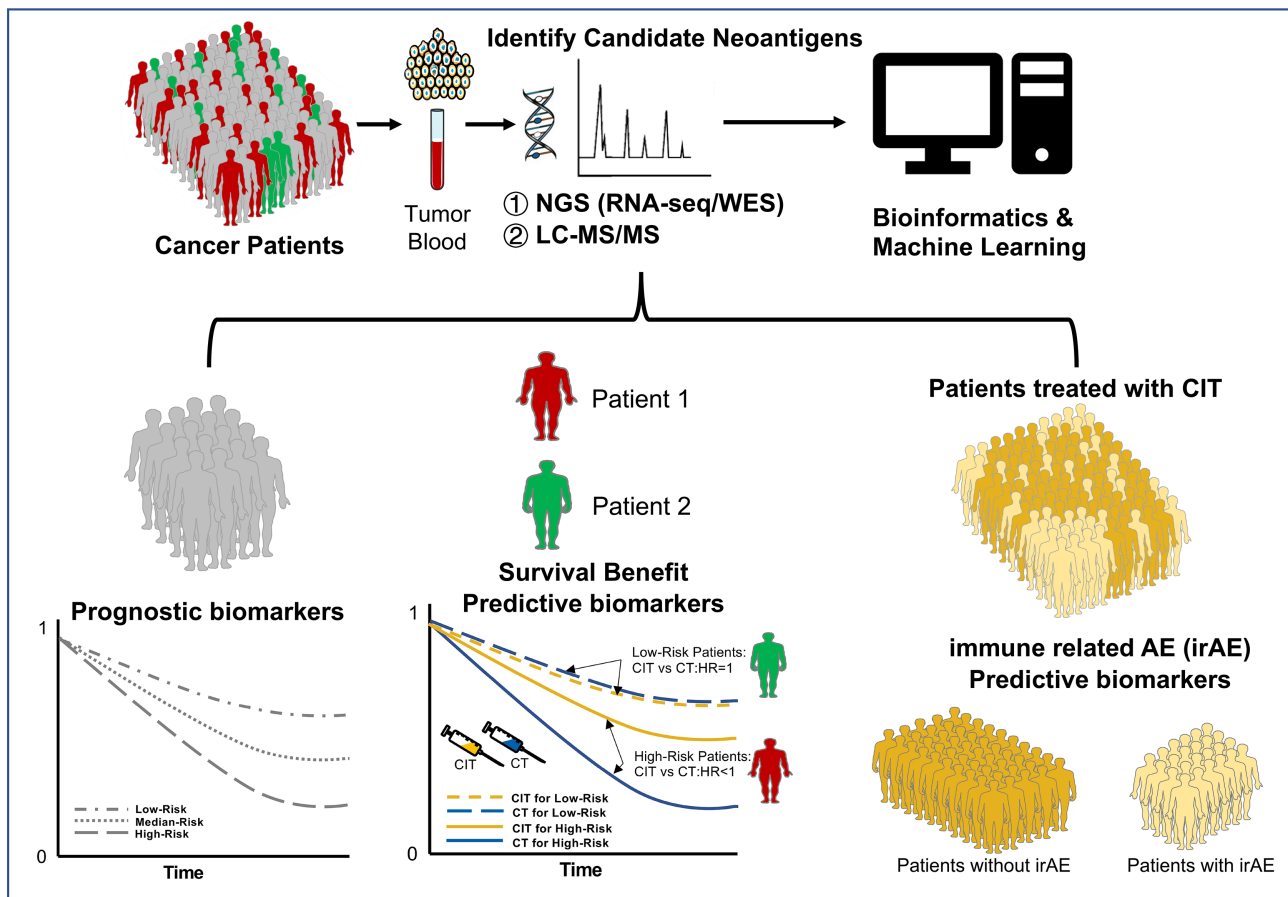 Identify Candidate Neoantigens
Cancer Patients
Tumor
Blood
① NGS (RNA-seq/WES)
② LC-MS/MS
Bioinformatics &
Machine Learning
Patient 1
Patient 2
Patients treated with CIT
Prognostic biomarkers
1
0
Low-Risk
Median-Risk
High-Risk
Time
Survival Benefit
Predictive biomarkers
1
0
Low-Risk Patients:
CIT vs CT:HR=1
High-Risk Patients:
CIT vs CT:HR<1
CIT
CT
CIT for Low-Risk
CT for Low-Risk
CIT for High-Risk
CT for High-Risk
Time
immune related AE (irAE)
Predictive biomarkers
Patients without irAE
Patients with irAE